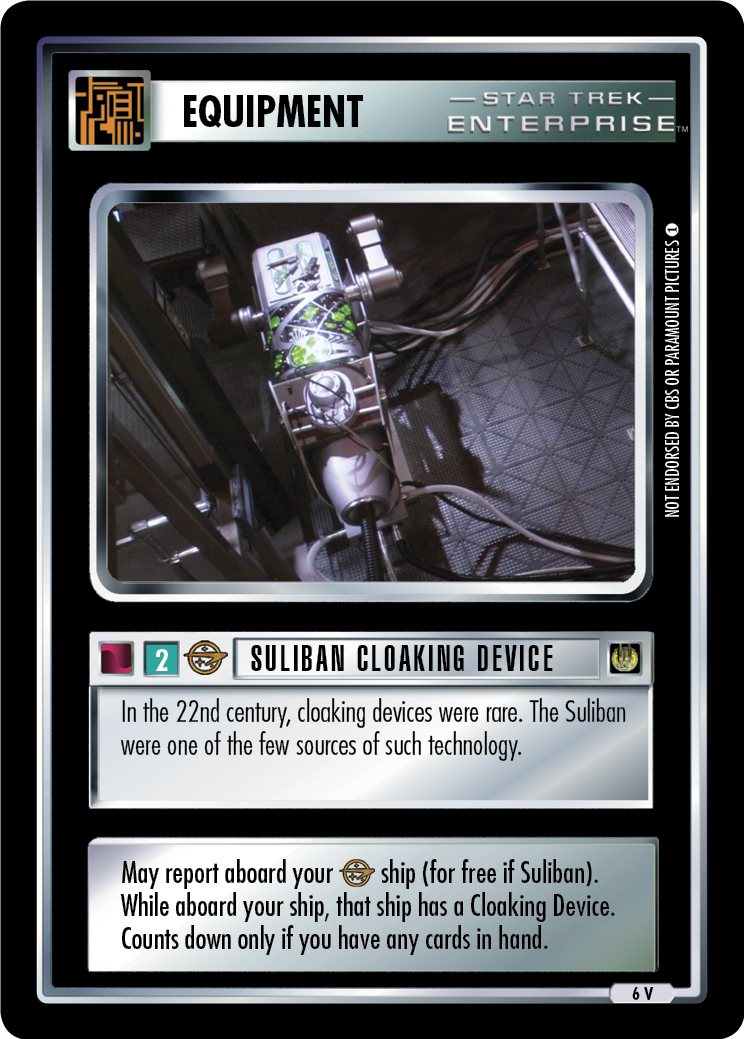 EQUIPMENT
STAR TREK
ENTERPRISE™
NOT ENDORSED BY CBS OR PARAMOUNT PICTURES 1
2
SULIBAN CLOAKING DEVICE
In the 22nd century, cloaking devices were rare. The Suliban
were one of the few sources of such technology.
May report aboard your ship (for free if Suliban).
While aboard your ship, that ship has a Cloaking Device.
Counts down only if you have any cards in hand.
6 V